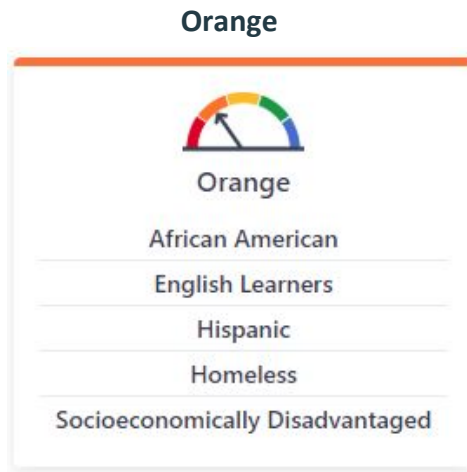 Orange
Orange
African American
English Learners
Hispanic
Homeless
Socioeconomically Disadvantaged